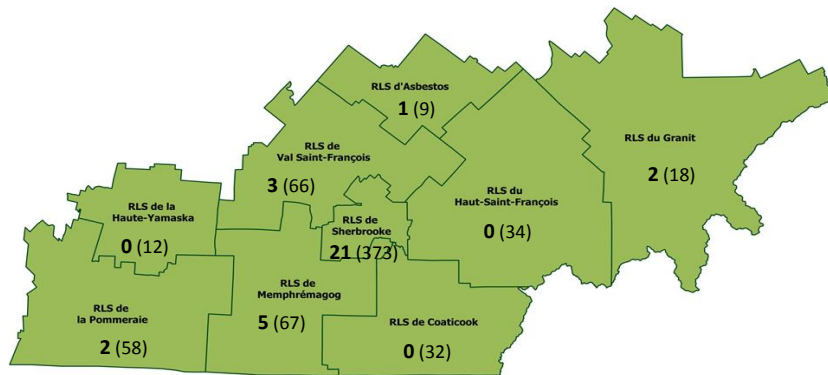 RLS d'Asbestos
1 (9)
RLS du Granit
2 (18)
RLS de
Val Saint-François
3 (66)
RLS du
Haut-Saint-François
0 (34)
RLS de la
Haute-Yamaska
0 (12)
RLS de
Sherbrooke
21 (373)
RLS de
Memphrémagog
5 (67)
RLS de
la Pommeraie
2 (58)
RLS de Coaticook
0 (32)